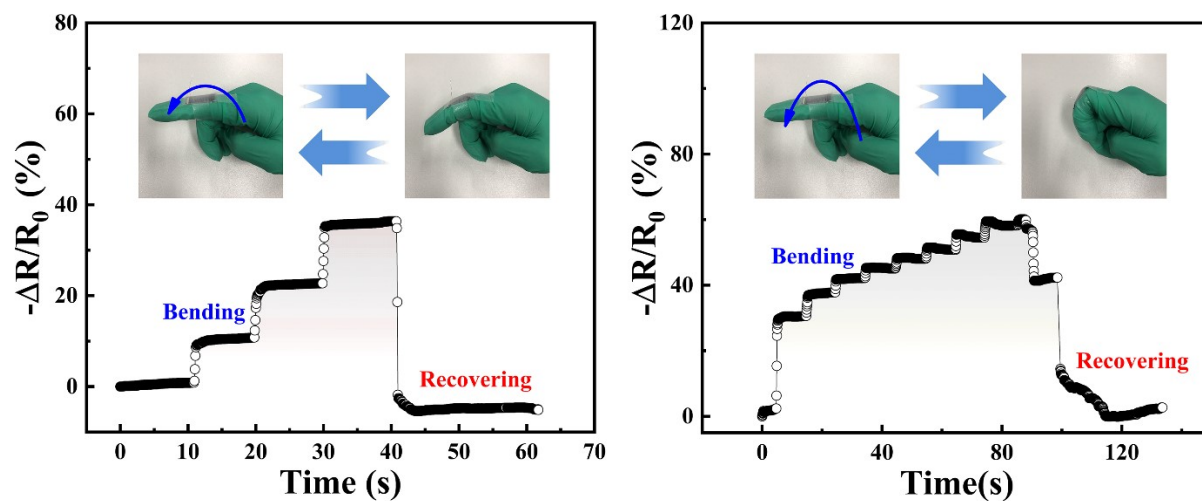 80
60
40
20
0
-ΔR/R₀ (%)
Bending
Recovering
0 10 20 30 40 50 60 70
Time (s)
120
80
40
0
-ΔR/R₀ (%)
Bending
Recovering
0 40 80 120
Time(s)